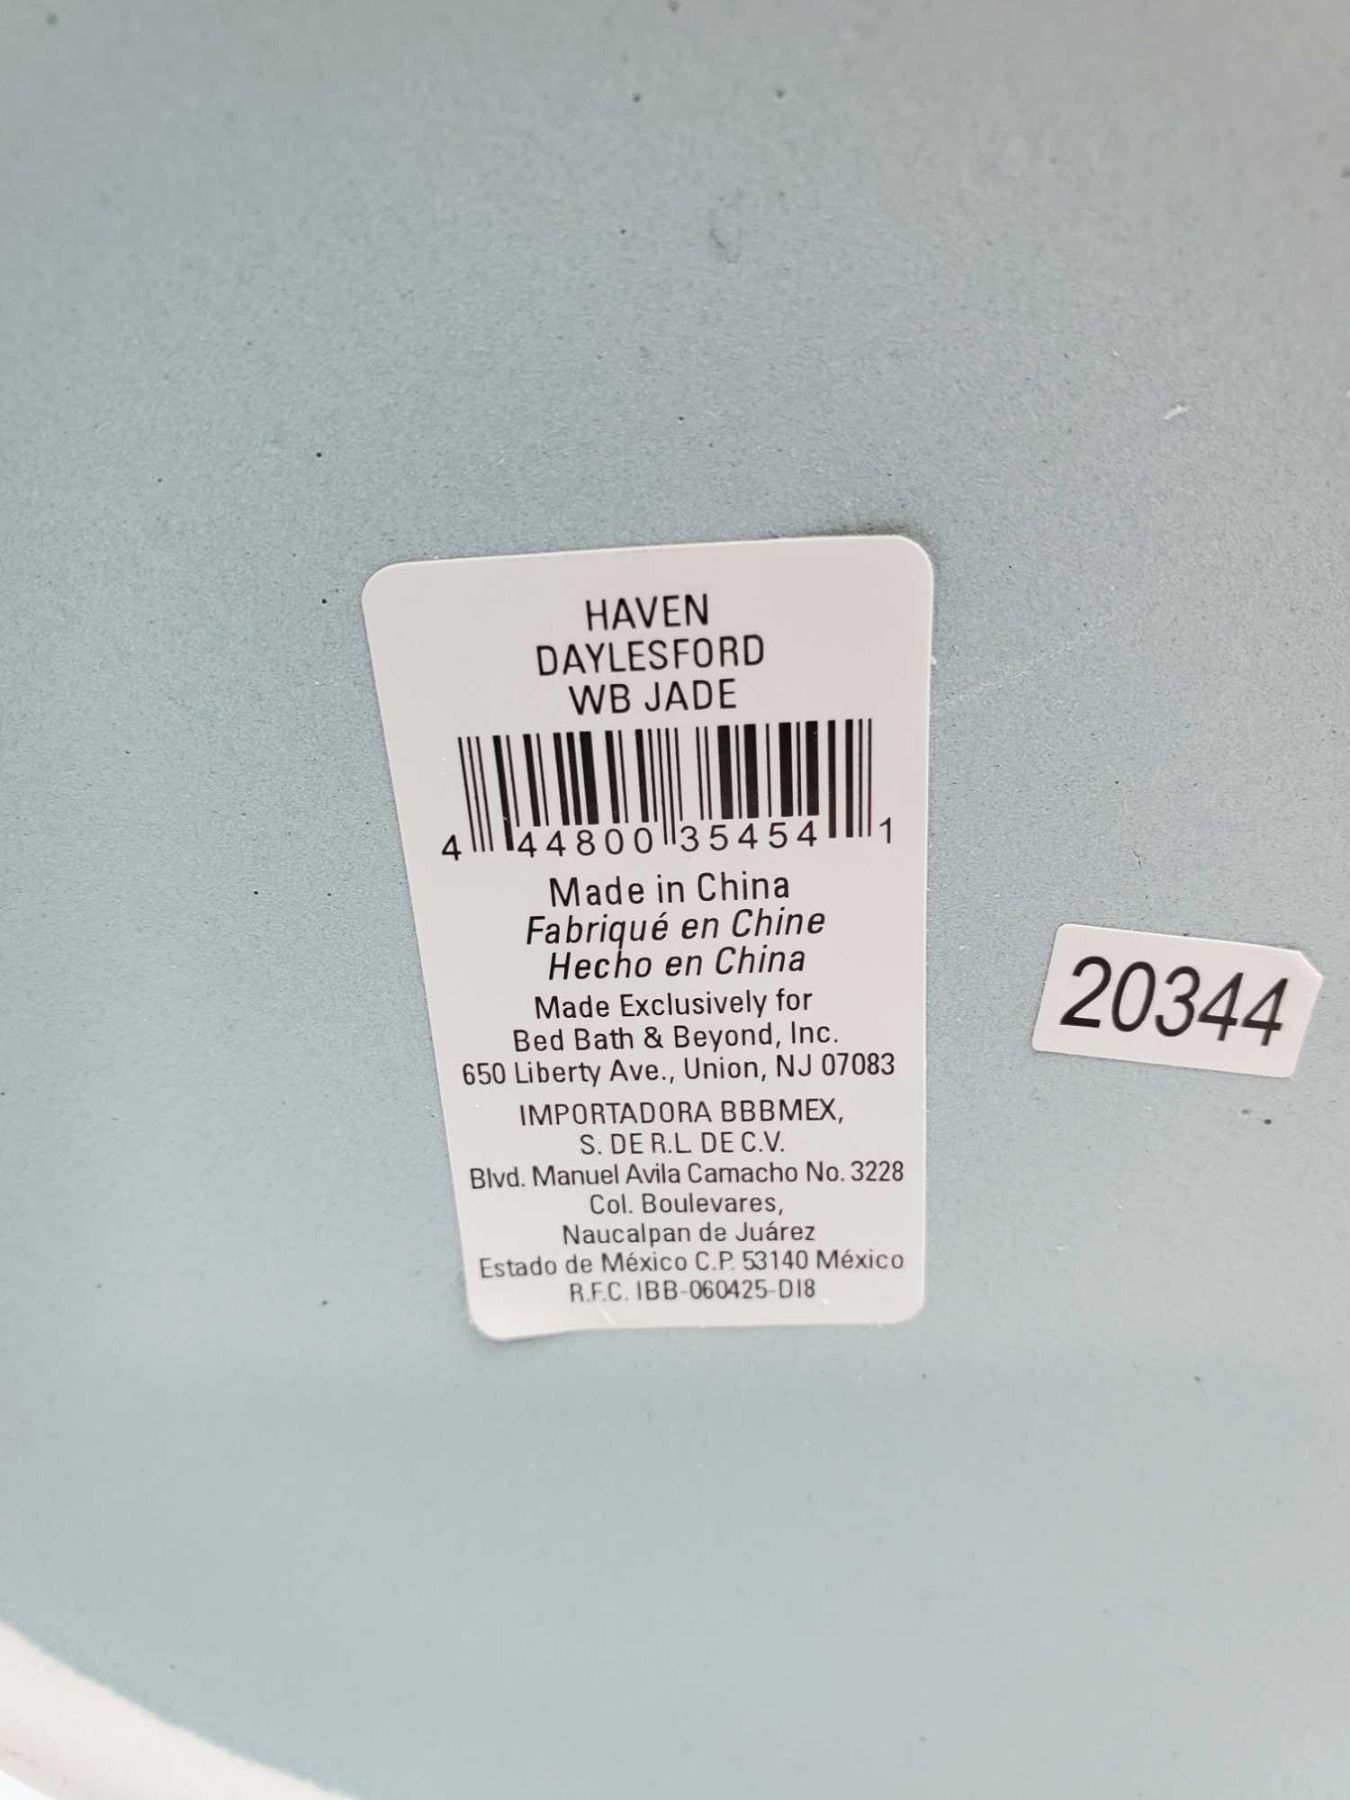 HAVEN
DAYLESFORD
WB JADE
4 44800 35454 1
Made in China
Fabriqué en Chine
Hecho en China
Made Exclusively for
Bed Bath & Beyond, Inc.
650 Liberty Ave., Union, NJ 07083
IMPORTADORA BBBMEX,
S. DE R.L. DE C.V.
Blvd. Manuel Avila Camacho No. 3228
Col. Boulevares,
Naucalpan de Juárez
Estado de México C.P. 53140 México
R.F.C. IBB-060425-DI8
20344